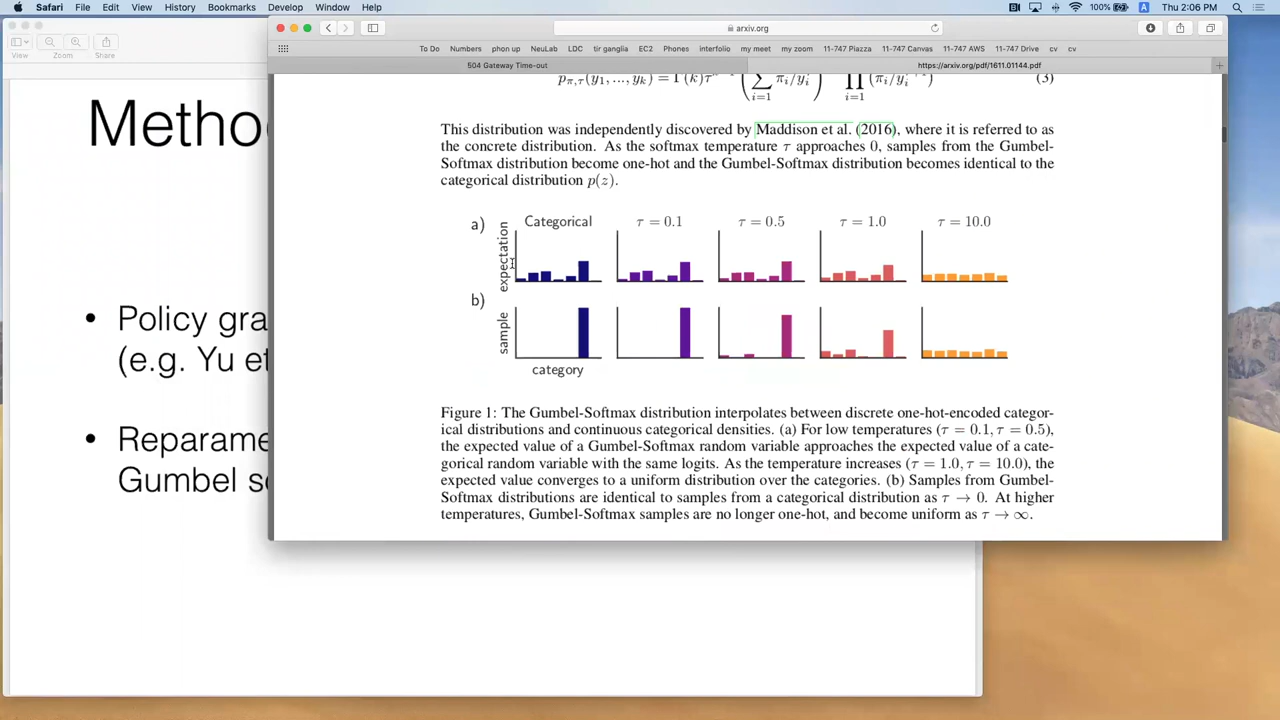 Safari File Edit View History Bookmarks Develop Window Help 100% Thu 2:06 PM
View Zoom Share
arxiv.org
To Do Numbers phon up NeuLab LDC tir ganglia EC2 Phones interfolio my meet my zoom 11-747 Piazza 11-747 Canvas 11-747 AWS 11-747 Drive cv cv
504 Gateway Time-out https://arxiv.org/pdf/1611.01144.pdf
(3)
This distribution was independently discovered by Maddison et al. (2016), where it is referred to as
the concrete distribution. As the softmax temperature τ approaches 0, samples from the Gumbel-
Softmax distribution become one-hot and the Gumbel-Softmax distribution becomes identical to the
categorical distribution p(z).
a) Categorical τ = 0.1 τ = 0.5 τ = 1.0 τ = 10.0
expectation
b)
sample
category
Figure 1: The Gumbel-Softmax distribution interpolates between discrete one-hot-encoded categor-
ical distributions and continuous categorical densities. (a) For low temperatures (τ = 0.1, τ = 0.5),
the expected value of a Gumbel-Softmax random variable approaches the expected value of a cate-
gorical random variable with the same logits. As the temperature increases (τ = 1.0, τ = 10.0), the
expected value converges to a uniform distribution over the categories. (b) Samples from Gumbel-
Softmax distributions are identical to samples from a categorical distribution as τ → 0. At higher
temperatures, Gumbel-Softmax samples are no longer one-hot, and become uniform as τ → ∞.
Metho
• Policy gra
(e.g. Yu et
• Reparame
Gumbel so